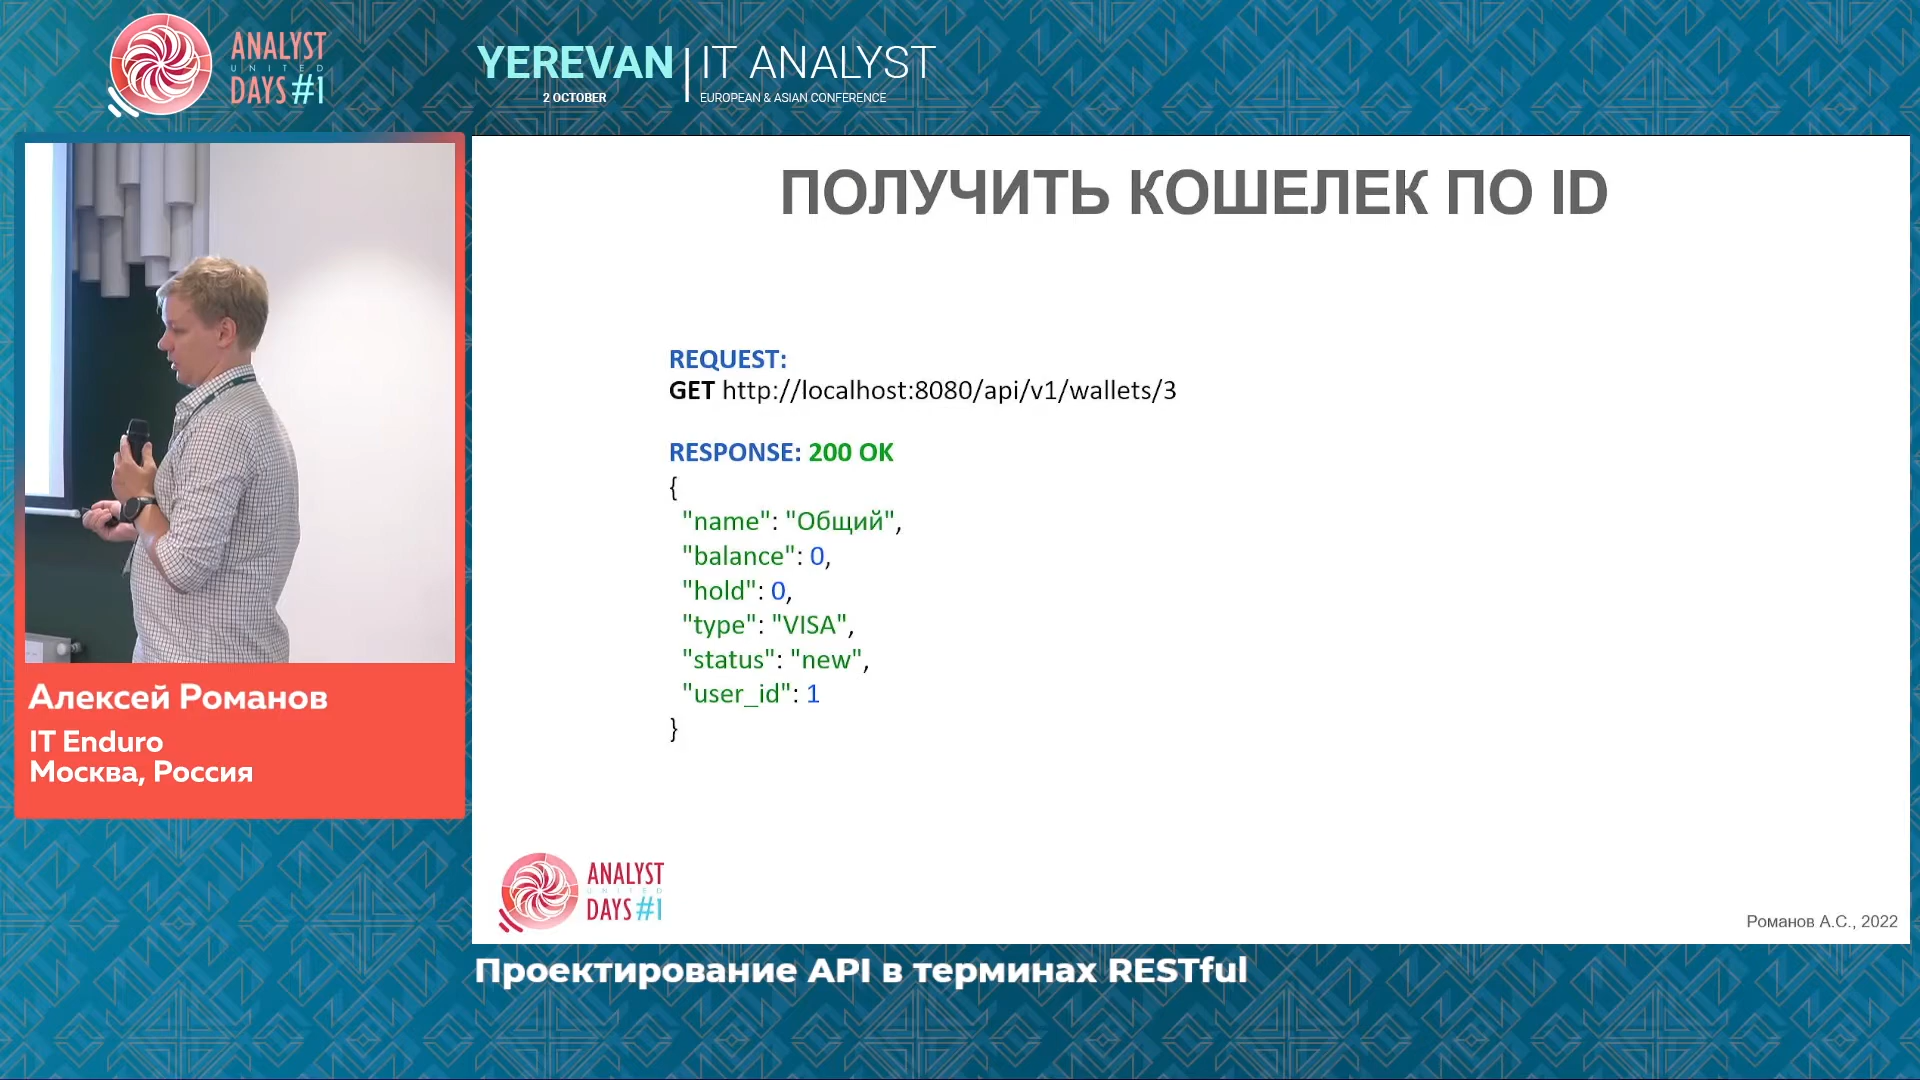 ANALYST
UNITED
DAYS #1
YEREVAN
2 OCTOBER
IT ANALYST
EUROPEAN & ASIAN CONFERENCE
ПОЛУЧИТЬ КОШЕЛЕК ПО ID
REQUEST:
GET http://localhost:8080/api/v1/wallets/3
RESPONSE: 200 OK
{
"name": "Общий",
"balance": 0,
"hold": 0,
"type": "VISA",
"status": "new",
"user_id": 1
}
ANALYST
UNITED
DAYS #1
Романов А.С., 2022
Алексей Романов
IT Enduro
Москва, Россия
Проектирование API в терминах RESTful